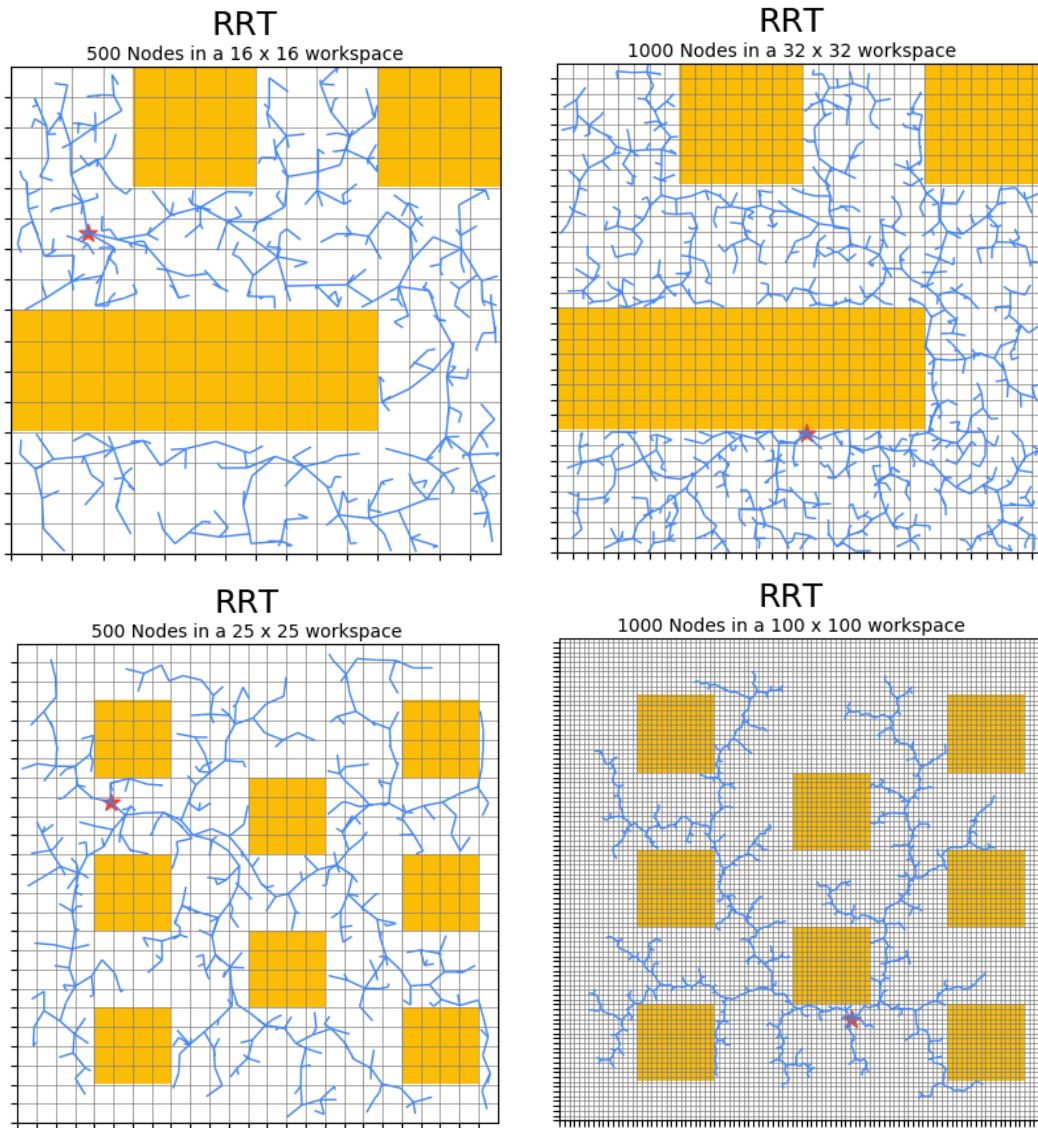 RRT
500 Nodes in a 16 x 16 workspace
RRT
1000 Nodes in a 32 x 32 workspace
RRT
500 Nodes in a 25 x 25 workspace
RRT
1000 Nodes in a 100 x 100 workspace